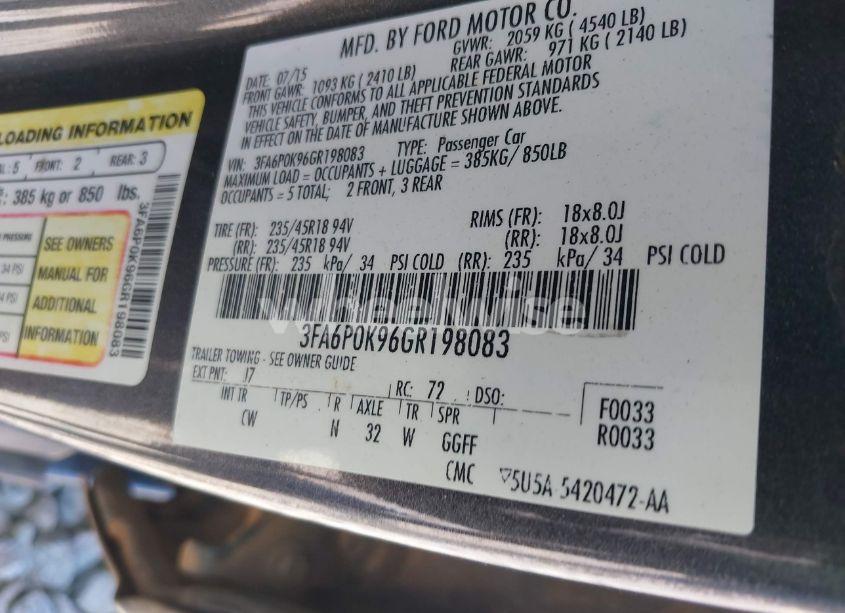 MFD. BY FORD MOTOR CO.
DATE: 07/15 GVWR: 2059 KG ( 4540 LB)
FRONT GAWR: 1093 KG ( 2410 LB) REAR GAWR: 971 KG ( 2140 LB)
THIS VEHICLE CONFORMS TO ALL APPLICABLE FEDERAL MOTOR
VEHICLE SAFETY, BUMPER, AND THEFT PREVENTION STANDARDS
IN EFFECT ON THE DATE OF MANUFACTURE SHOWN ABOVE.
VIN: 3FA6P0K96GR198083 TYPE: Passenger Car
MAXIMUM LOAD = OCCUPANTS + LUGGAGE = 385KG/ 850LB
OCCUPANTS = 5 TOTAL; 2 FRONT, 3 REAR
TIRE (FR): 235/45R18 94V RIMS (FR): 18x8.0J
(RR): 235/45R18 94V (RR): 18x8.0J
PRESSURE (FR): 235 kPa/ 34 PSI COLD (RR): 235 kPa/ 34 PSI COLD
wheelwise
3FA6P0K96GR198083
TRAILER TOWING - SEE OWNER GUIDE
EXT PNT: J7 RC: 72 DSO:
INT TR TP/PS R AXLE TR SPR F0033
CW N 32 W GGFF R0033
CMC 5U5A-5420472-AA
LOADING INFORMATION
FRONT: 2 REAR: 3
385 kg or 850 lbs.
PRESSURE
34 PSI
PSI
PSI
SEE OWNERS
MANUAL FOR
ADDITIONAL
INFORMATION
3FA6P0K96GR198083